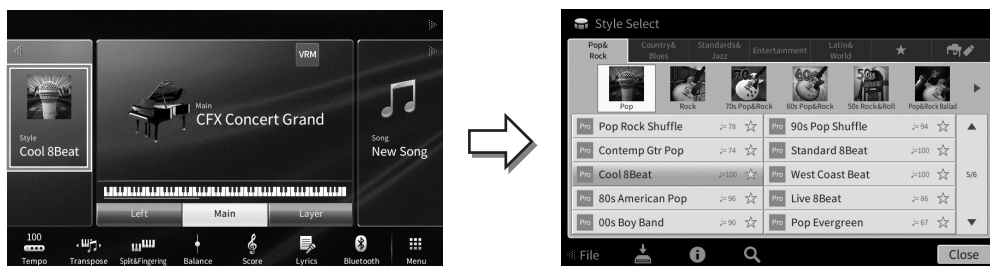 VRM
Style
Cool 8Beat
Main
CFX Concert Grand
Song
New Song
Left
Main
Layer
100
Tempo
Transpose
Split&Fingering
Balance
Score
Lyrics
Bluetooth
Menu
Style Select
Pop&
Rock
Country&
Blues
Standards&
Jazz
Entertainment
Latin&
World
Pop
Rock
70s
70s Pop&Rock
60s
60s Pop&Rock
50s
50s Rock&Roll
Pop&Rock Ballad
Pro Pop Rock Shuffle ♩= 78
Pro 90s Pop Shuffle ♩= 94
Pro Contemp Gtr Pop ♩= 74
Pro Standard 8Beat ♩=100
Pro Cool 8Beat ♩=100
Pro West Coast Beat ♩=100
5/6
Pro 80s American Pop ♩= 96
Pro Live 8Beat ♩= 86
Pro 00s Boy Band ♩= 90
Pro Pop Evergreen ♩= 67
File
Close